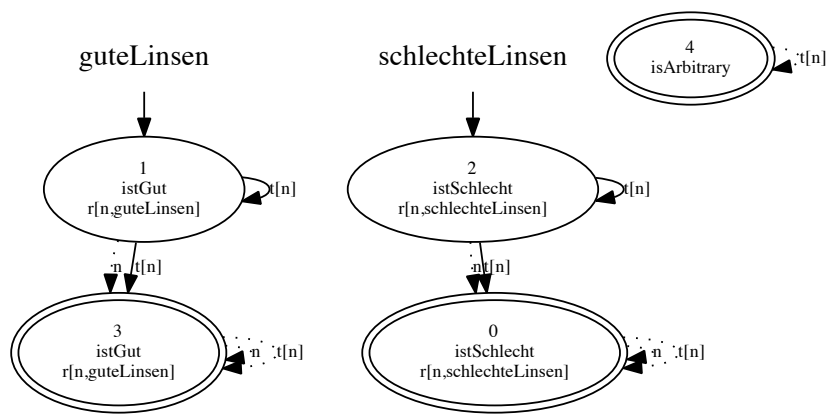 guteLinsen
schlechteLinsen
4
isArbitrary
t[n]
1
istGut
r[n,guteLinsen]
t[n]
2
istSchlecht
r[n,schlechteLinsen]
t[n]
n
t[n]
n
t[n]
3
istGut
r[n,guteLinsen]
n
t[n]
0
istSchlecht
r[n,schlechteLinsen]
n
t[n]